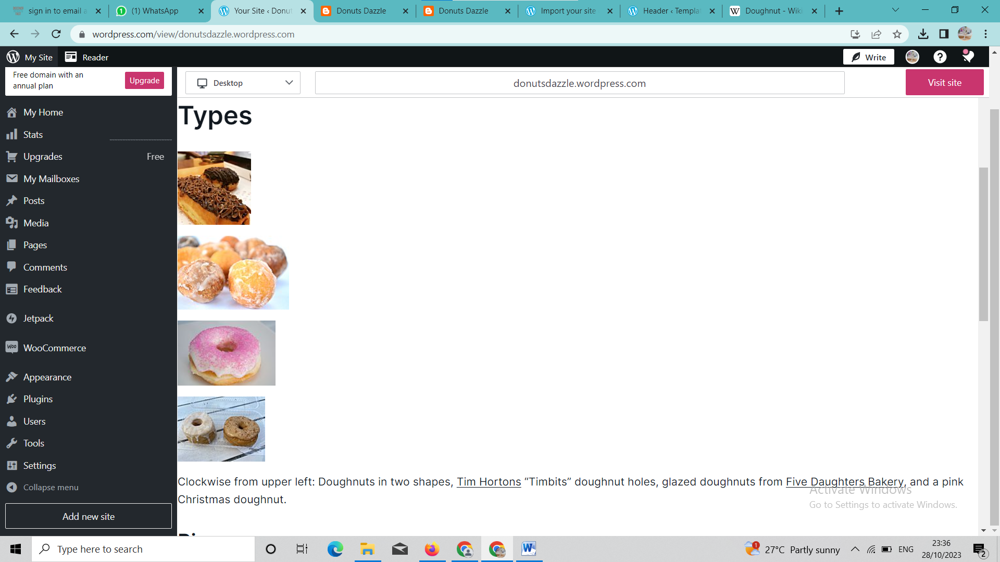 sign in to email a
(1) WhatsApp
Your Site ‹ Donut
Donuts Dazzle
Donuts Dazzle
Import your site
Header ‹ Templat
Doughnut - Wiki
wordpress.com/view/donutsdazzle.wordpress.com
My Site
Reader
Write
Free domain with an
annual plan
Upgrade
Desktop
donutsdazzle.wordpress.com
Visit site
My Home
Stats
Upgrades
Free
My Mailboxes
Posts
Media
Pages
Comments
Feedback
Jetpack
Woo
WooCommerce
Appearance
Plugins
Users
Tools
Settings
Collapse menu
Add new site
Types
Clockwise from upper left: Doughnuts in two shapes, Tim Hortons “Timbits” doughnut holes, glazed doughnuts from Five Daughters Bakery, and a pink
Christmas doughnut.
Activate Windows
Go to Settings to activate Windows.
Type here to search
1
27°C Partly sunny
ENG
23:36
28/10/2023
2